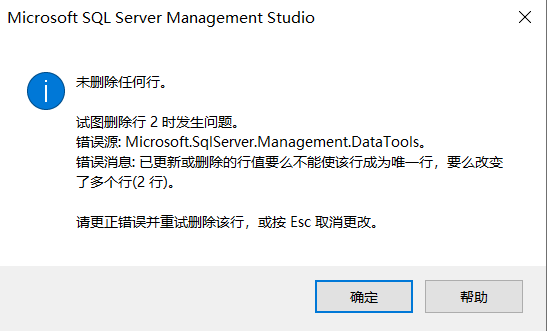 Microsoft SQL Server Management Studio
未删除任何行。
试图删除行 2 时发生问题。
错误源: Microsoft.SqlServer.Management.DataTools。
错误消息: 已更新或删除的行值要么不能使该行成为唯一行，要么改变
了多个行(2 行)。
请更正错误并重试删除该行，或按 Esc 取消更改。
确定
帮助